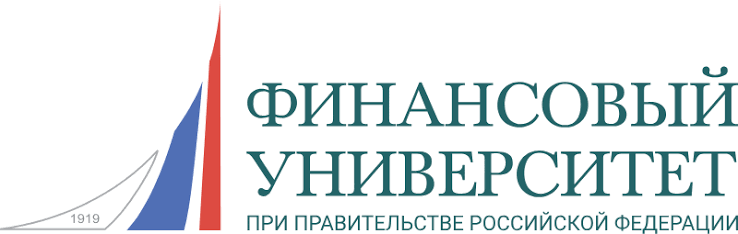 ФИНАНСОВЫЙ
УНИВЕРСИТЕТ
ПРИ ПРАВИТЕЛЬСТВЕ РОССИЙСКОЙ ФЕДЕРАЦИИ
1919